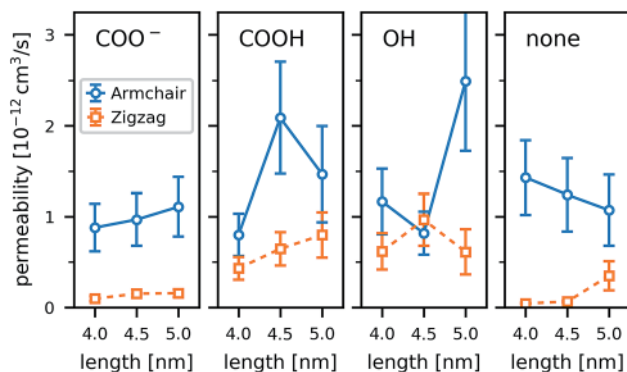 COO⁻ COOH OH none
Armchair
Zigzag
permeability [10⁻¹² cm³/s]
3
2
1
0
4.0 4.5 5.0 4.0 4.5 5.0 4.0 4.5 5.0 4.0 4.5 5.0
length [nm] length [nm] length [nm] length [nm]